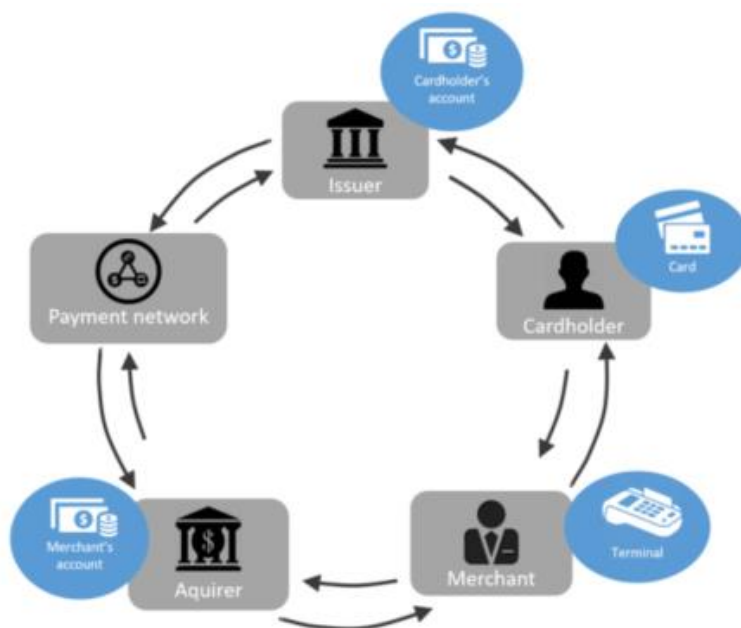 Cardholder's
account
Issuer
Card
Cardholder
Payment network
Terminal
Merchant
Merchant's
account
Aquirer